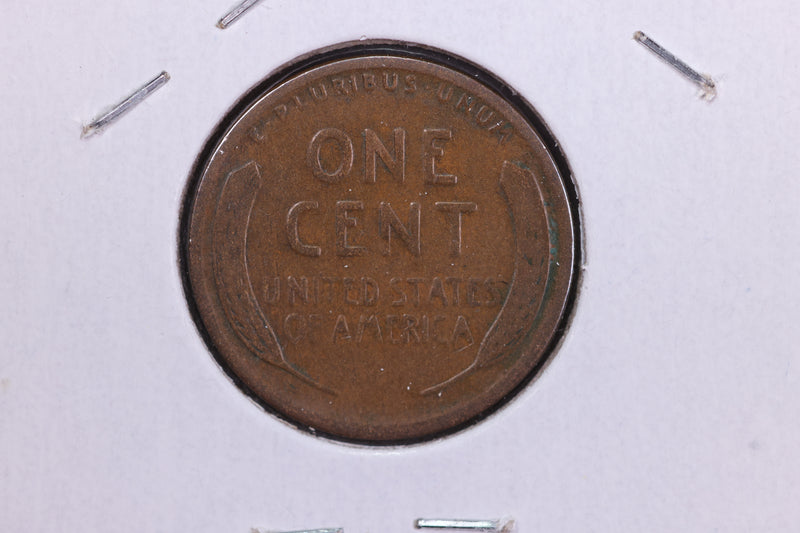 E·PLURIBUS·UNUM
ONE
CENT
UNITED·STATES
OF AMERICA